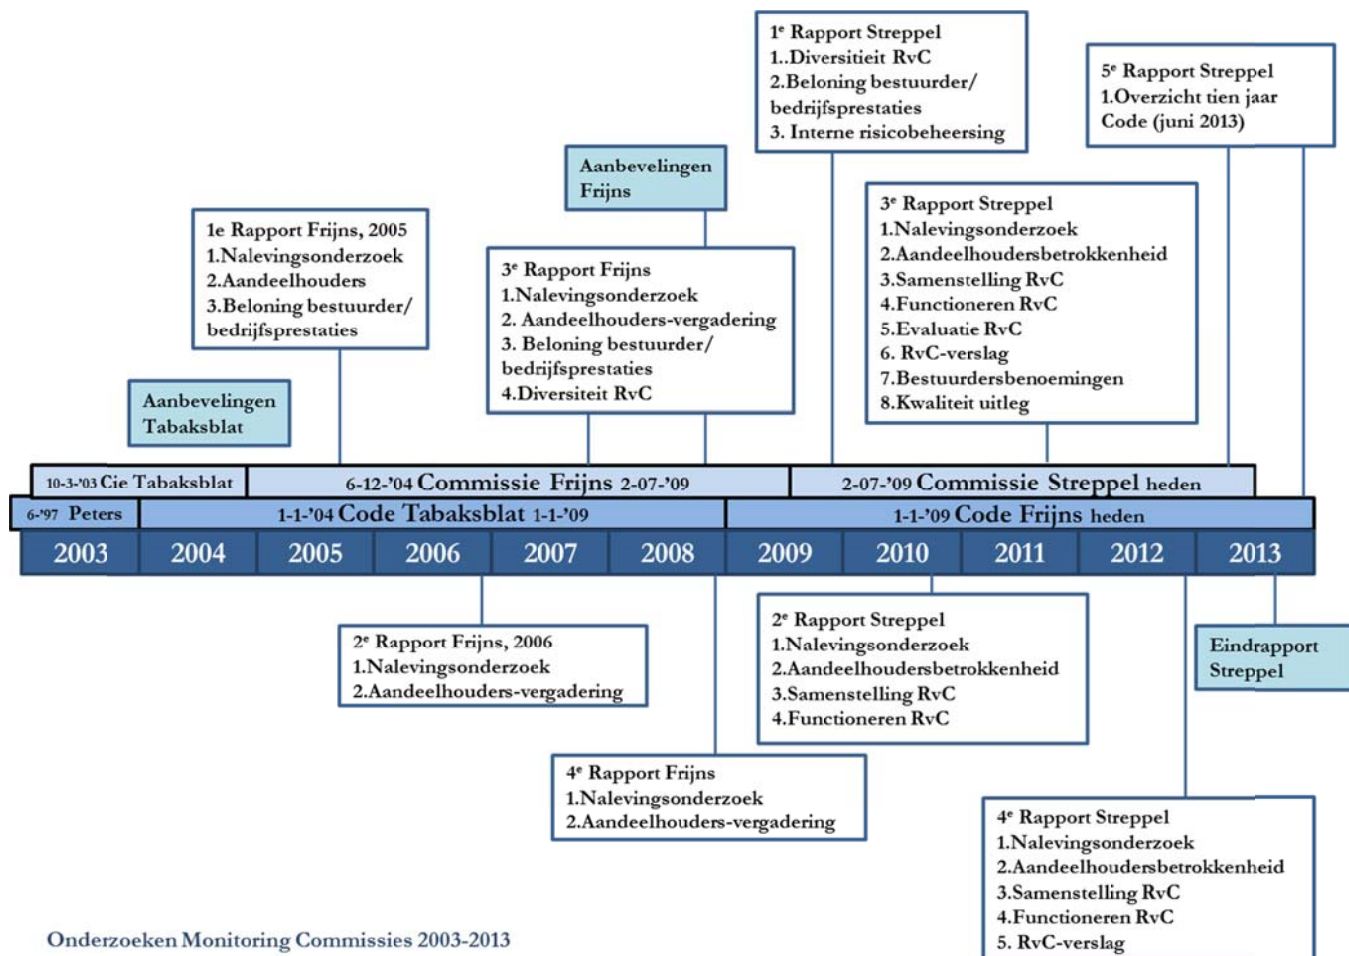 1e Rapport Streppel
1..Diversitieit RvC
2.Beloning bestuurder/
bedrijfsprestaties
3. Interne risicobeheersing
5e Rapport Streppel
1.Overzicht tien jaar
Code (juni 2013)
Aanbevelingen
Frijns
1e Rapport Frijns, 2005
1.Nalevingsonderzoek
2.Aandeelhouders
3.Beloning bestuurder/
bedrijfsprestaties
3e Rapport Frijns
1.Nalevingsonderzoek
2. Aandeelhouders-vergadering
3. Beloning bestuurder/
bedrijfsprestaties
4.Diversiteit RvC
3e Rapport Streppel
1.Nalevingsonderzoek
2.Aandeelhoudersbetrokkenheid
3.Samenstelling RvC
4.Functioneren RvC
5.Evaluatie RvC
6. RvC-verslag
7.Bestuurdersbenoemingen
8.Kwaliteit uitleg
Aanbevelingen
Tabaksblat
10-3-'03 Cie Tabaksblat
6-12-'04 Commissie Frijns 2-07-'09
2-07-'09 Commissie Streppel heden
6-'97 Peters
1-1-'04 Code Tabaksblat 1-1-'09
1-1-'09 Code Frijns heden
2003 2004 2005 2006 2007 2008 2009 2010 2011 2012 2013
2e Rapport Frijns, 2006
1.Nalevingsonderzoek
2.Aandeelhouders-vergadering
2e Rapport Streppel
1.Nalevingsonderzoek
2.Aandeelhoudersbetrokkenheid
3.Samenstelling RvC
4.Functioneren RvC
Eindrapport
Streppel
4e Rapport Frijns
1.Nalevingsonderzoek
2.Aandeelhouders-vergadering
4e Rapport Streppel
1.Nalevingsonderzoek
2.Aandeelhoudersbetrokkenheid
3.Samenstelling RvC
4.Functioneren RvC
5. RvC-verslag
Onderzoeken Monitoring Commissies 2003-2013